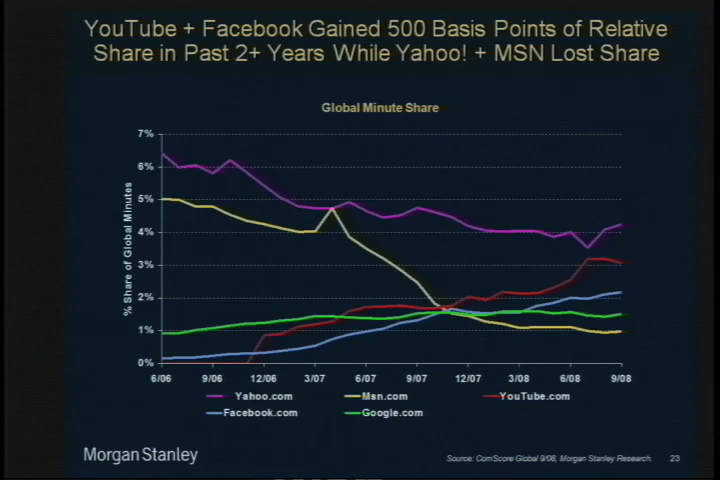 YouTube + Facebook Gained 500 Basis Points of Relative
Share in Past 2+ Years While Yahoo! + MSN Lost Share
Global Minute Share
% Share of Global Minutes
7%
6%
5%
4%
3%
2%
1%
0%
6/06 9/06 12/06 3/07 6/07 9/07 12/07 3/08 6/08 9/08
Yahoo.com Msn.com YouTube.com
Facebook.com Google.com
Morgan Stanley
Source: ComScore Global 9/08, Morgan Stanley Research. 23